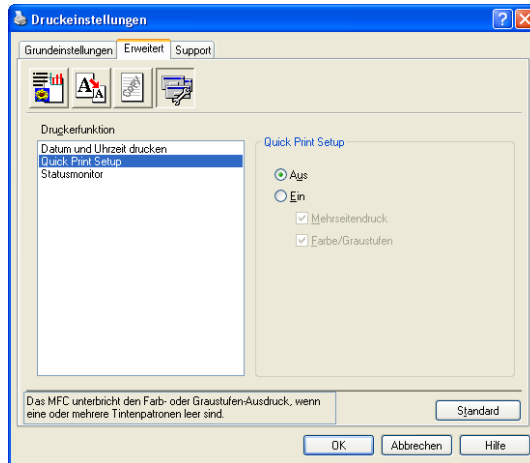 Druckeinstellungen
Grundeinstellungen Erweitert Support
Druckerfunktion
Datum und Uhrzeit drucken
Quick Print Setup
Statusmonitor
Quick Print Setup
Aus
Ein
Mehrseitendruck
Farbe/Graustufen
Das MFC unterbricht den Farb- oder Graustufen-Ausdruck, wenn
eine oder mehrere Tintenpatronen leer sind.
Standard
OK Abbrechen Hilfe